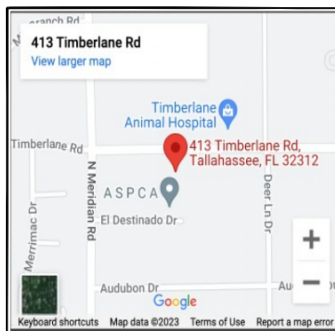 ranch Rd
413 Timberlane Rd
View larger map
Timberlane
Animal Hospital
Timberlane Rd
413 Timberlane Rd,
Tallahassee, FL 32312
N Meridian Rd
ASPCA
Deer Ln Dr
El Destinado Dr
Merrimac Dr
+
−
Audubon Dr
Google
Keyboard shortcuts Map data ©2023 Terms of Use Report a map error